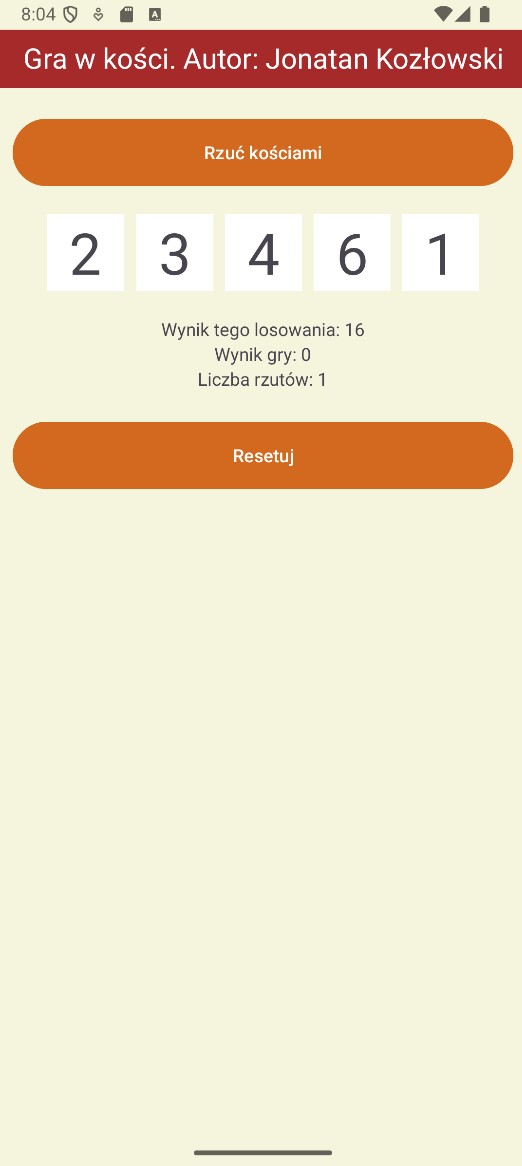 8:04
Gra w kości. Autor: Jonatan Kozłowski
Rzuć kościami
2 3 4 6 1
Wynik tego losowania: 16
Wynik gry: 0
Liczba rzutów: 1
Resetuj